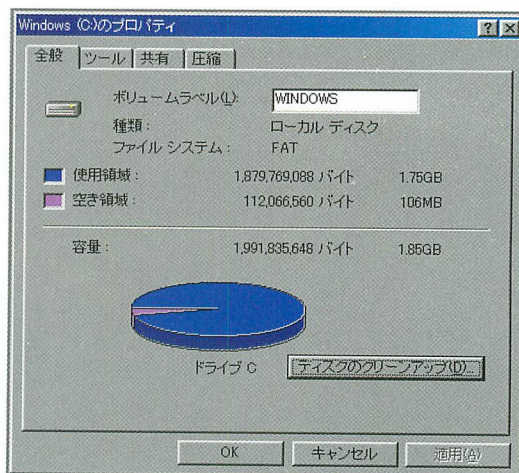 Windows (C:)のプロパティ
全般 ツール 共有 圧縮
ボリュームラベル(L): WINDOWS
種類: ローカル ディスク
ファイル システム: FAT
使用領域: 1,879,769,088 バイト 1.75GB
空き領域: 112,066,560 バイト 106MB
容量: 1,991,835,648 バイト 1.85GB
ドライブ C ディスクのクリーンアップ(D)...
OK キャンセル 適用(A)